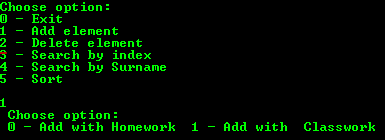 Choose option:
0 - Exit
1 - Add element
2 - Delete element
3 - Search by index
4 - Search by Surname
5 - Sort
1
Choose option:
0 - Add with Homework 1 - Add with Classwork